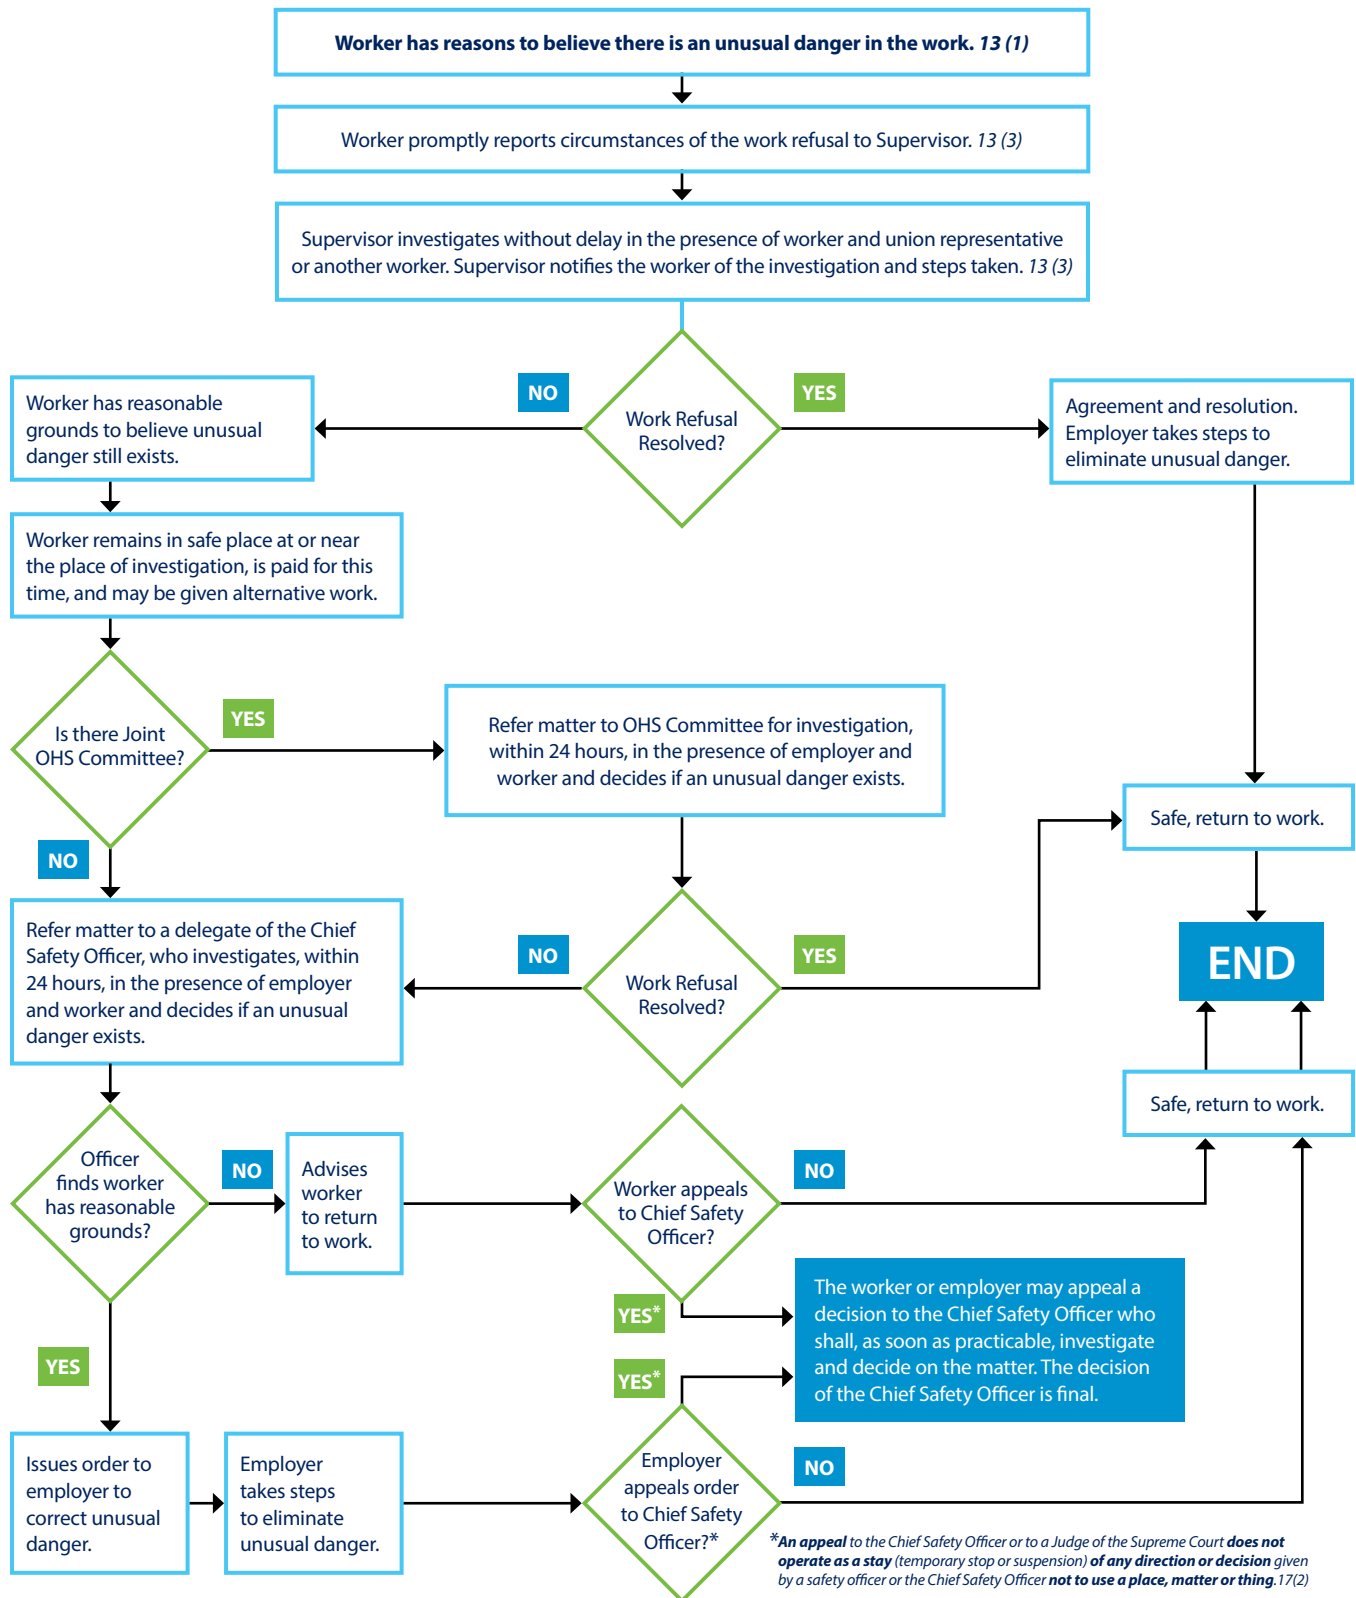 Worker has reasons to believe there is an unusual danger in the work. 13 (1)
Worker promptly reports circumstances of the work refusal to Supervisor. 13 (3)
Supervisor investigates without delay in the presence of worker and union representative
or another worker. Supervisor notifies the worker of the investigation and steps taken. 13 (3)
Work Refusal
Resolved?
NO
YES
Worker has reasonable
grounds to believe unusual
danger still exists.
Agreement and resolution.
Employer takes steps to
eliminate unusual danger.
Worker remains in safe place at or near
the place of investigation, is paid for this
time, and may be given alternative work.
Is there Joint
OHS Committee?
YES
Refer matter to OHS Committee for investigation,
within 24 hours, in the presence of employer and
worker and decides if an unusual danger exists.
Safe, return to work.
NO
Refer matter to a delegate of the Chief
Safety Officer, who investigates, within
24 hours, in the presence of employer
and worker and decides if an unusual
danger exists.
NO
Work Refusal
Resolved?
YES
END
Safe, return to work.
Officer
finds worker
has reasonable
grounds?
NO
Advises
worker
to return
to work.
Worker appeals
to Chief Safety
Officer?
NO
YES*
The worker or employer may appeal a
decision to the Chief Safety Officer who
shall, as soon as practicable, investigate
and decide on the matter. The decision
of the Chief Safety Officer is final.
YES
YES*
Issues order to
employer to
correct unusual
danger.
Employer
takes steps
to eliminate
unusual danger.
Employer
appeals order
to Chief Safety
Officer?*
NO
*An appeal to the Chief Safety Officer or to a Judge of the Supreme Court does not
operate as a stay (temporary stop or suspension) of any direction or decision given
by a safety officer or the Chief Safety Officer not to use a place, matter or thing.17(2)